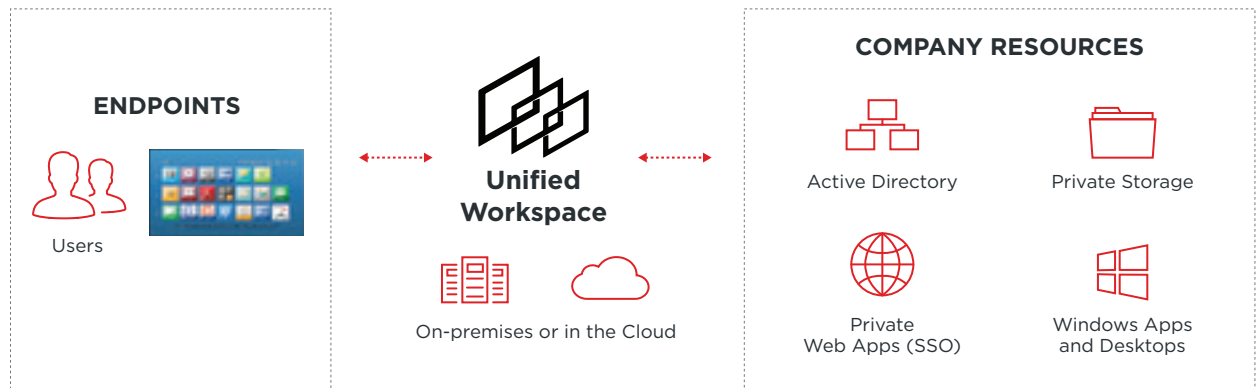 ENDPOINTS
Users
Unified
Workspace
On-premises or in the Cloud
COMPANY RESOURCES
Active Directory
Private Storage
Private
Web Apps (SSO)
Windows Apps
and Desktops